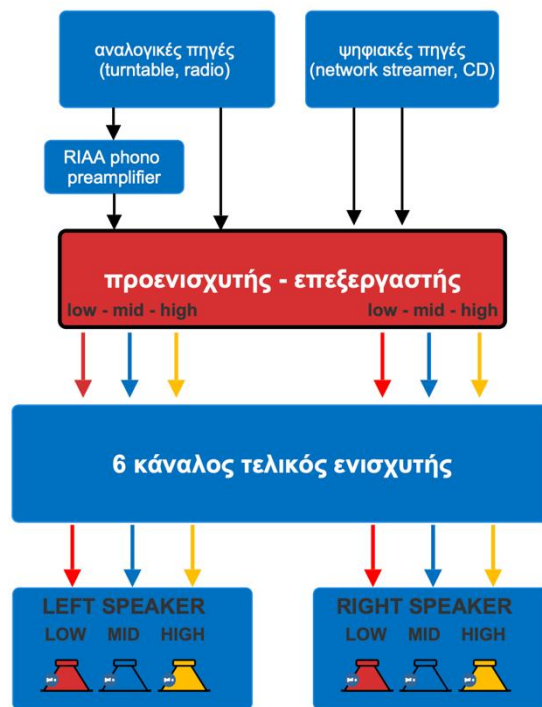 αναλογικές πηγές
(turntable, radio)
ψηφιακές πηγές
(network streamer, CD)
RIAA phono
preamplifier
προενισχυτής - επεξεργαστής
low - mid - high
low - mid - high
6 κάναλος τελικός ενισχυτής
LEFT SPEAKER
LOW MID HIGH
RIGHT SPEAKER
LOW MID HIGH